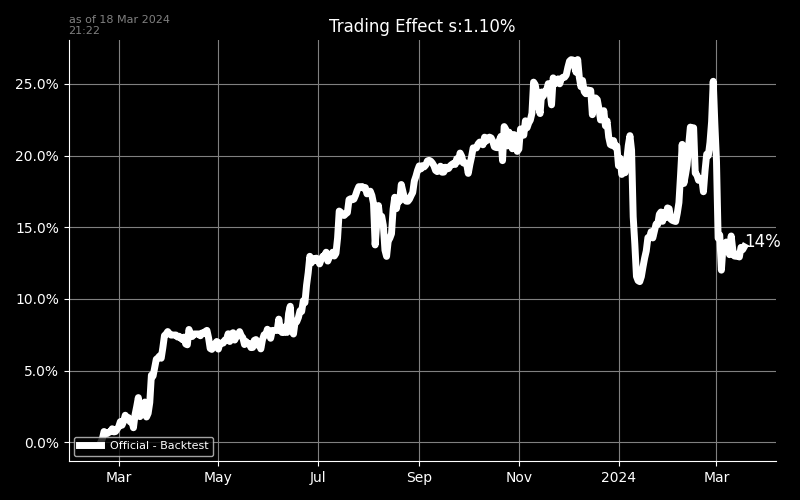 as of 18 Mar 2024
21:22
Trading Effect s:1.10%
25.0%
20.0%
15.0%
10.0%
5.0%
0.0%
14%
Official - Backtest
Mar
May
Jul
Sep
Nov
2024
Mar